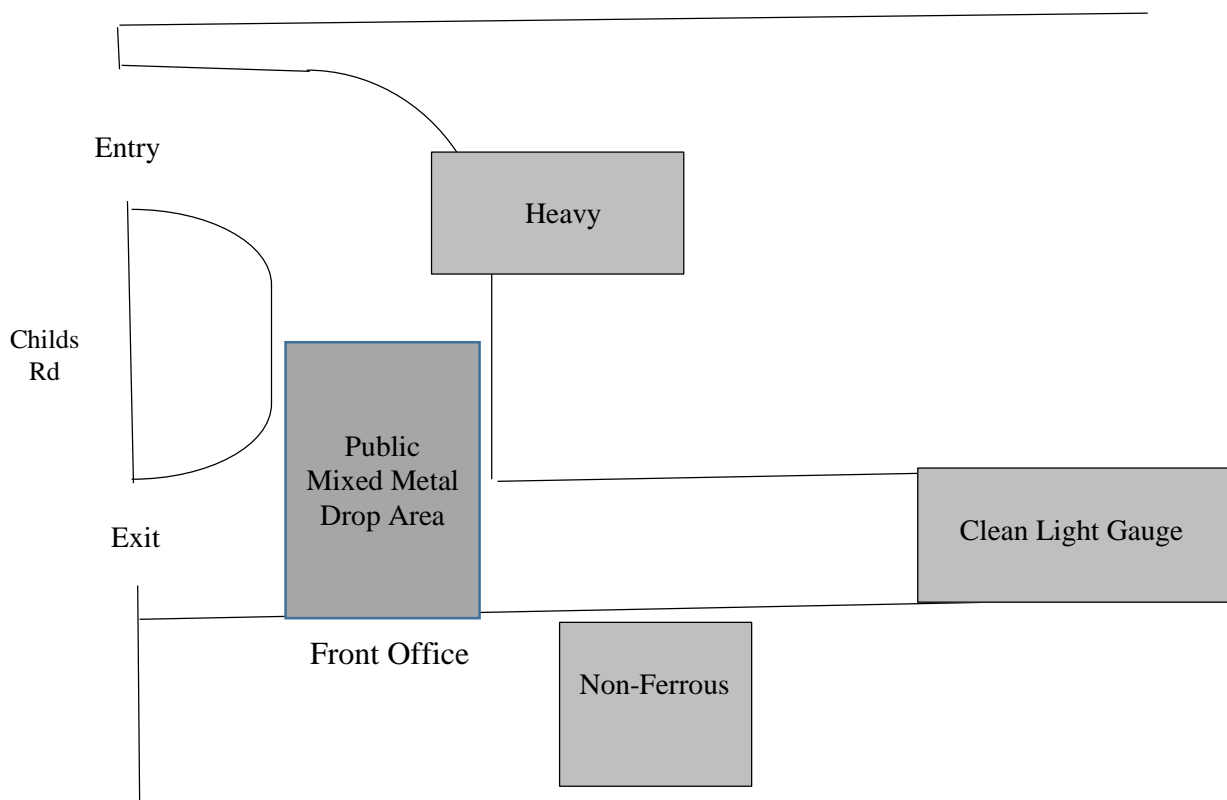 Entry
Heavy
Childs
Rd
Public
Mixed Metal
Drop Area
Exit
Clean Light Gauge
Front Office
Non-Ferrous